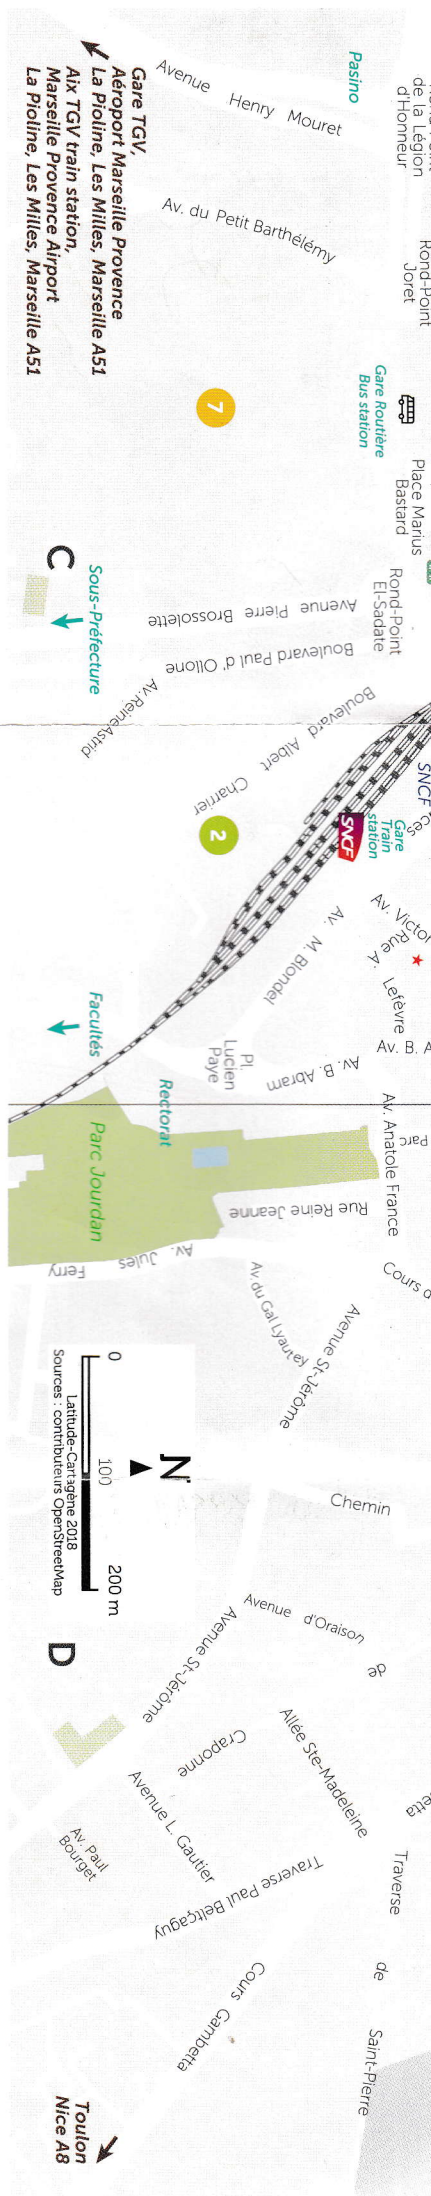 de la Légion
d'Honneur
Pasino
Avenue Henry Mouret
Gare TGV,
Aéroport Marseille Provence
La Pioline, Les Milles, Marseille A51
Aix TGV train station,
Marseille Provence Airport
La Pioline, Les Milles, Marseille A51
Av. du Petit Barthélémy
Rond-Point
Joret
Gare Routière
Bus station
7
Place Marius
Bastard
Rond-Point
El-Sadate
C
Sous-Préfecture
Avenue Pierre Brossolette
Boulevard Paul d'Ollone
Av. Reine Astrid
Boulevard Albert Charrier
SNCF
Gare
Train
station
SNCF
2
Av. Victor
Rue A. Lefèvre
Av. M. Blondel
Av. B. A
Facultés
Pl.
Lucien
Paye
Av. B. Abram
Rectorat
Parc
Av. Anatole France
Parc Jourdan
Rue Reine Jeanne
Av. Jules Ferry
Cours d
Av. du Gal Lyautey
Avenue St-Jérôme
N
0 100 200 m
Latitude-Cartagène 2018
Sources : contributeurs OpenStreetMap
Chemin de
D
Avenue d'Oraison
Avenue St-Jérôme
Craponne
Allée Ste-Madeleine
Avenue L. Gautier
Av. Paul
Bourget
Traverse Paul Beltçaguy
Cours Gambetta
etta
Traverse de Saint-Pierre
Toulon
Nice A8